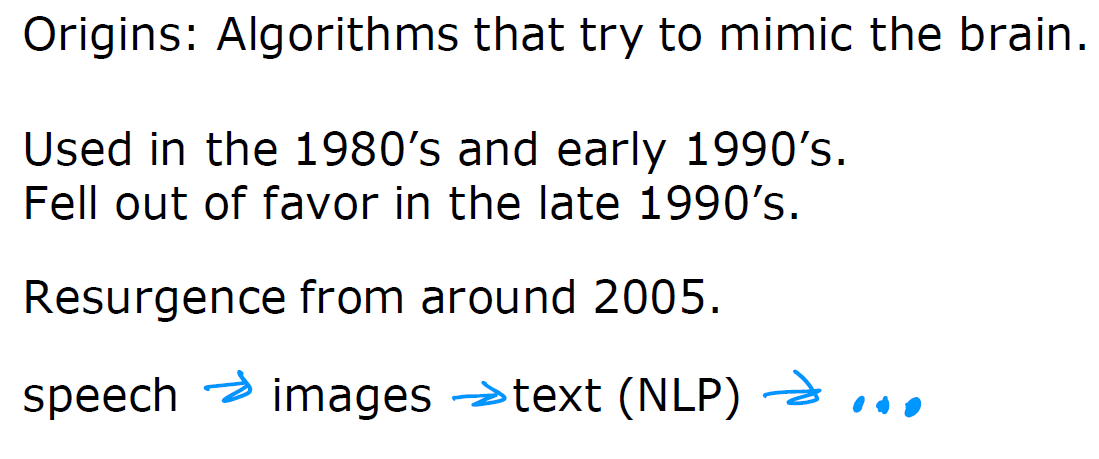 Origins: Algorithms that try to mimic the brain.
Used in the 1980’s and early 1990’s.
Fell out of favor in the late 1990’s.
Resurgence from around 2005.
speech → images → text (NLP) → ...